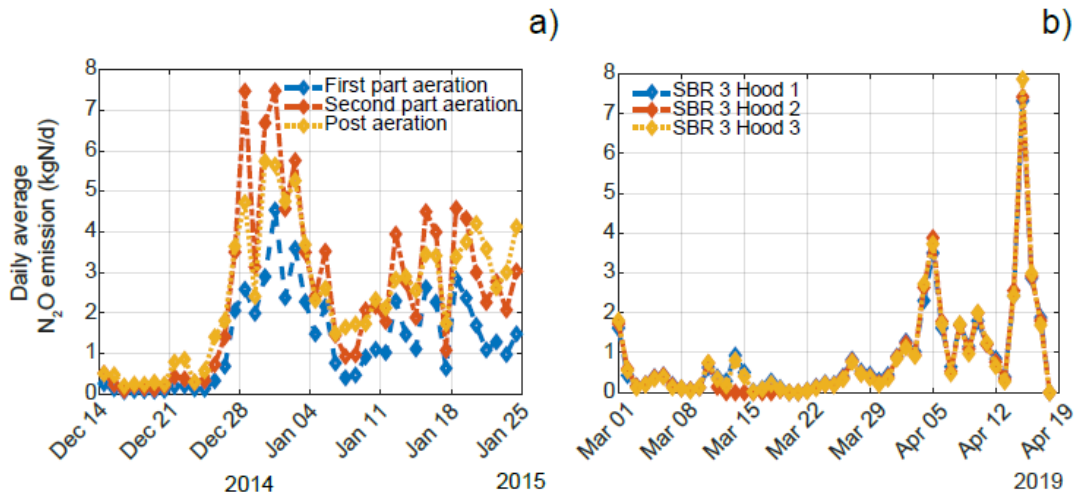 a)
8
7
6
5
4
3
2
1
0
Daily average
N₂O emission (kgN/d)
First part aeration
Second part aeration
Post aeration
Dec 14
Dec 21
Dec 28
Jan 04
Jan 11
Jan 18
Jan 25
2014
2015
b)
8
7
6
5
4
3
2
1
0
SBR 3 Hood 1
SBR 3 Hood 2
SBR 3 Hood 3
Mar 01
Mar 08
Mar 15
Mar 22
Mar 29
Apr 05
Apr 12
Apr 19
2019